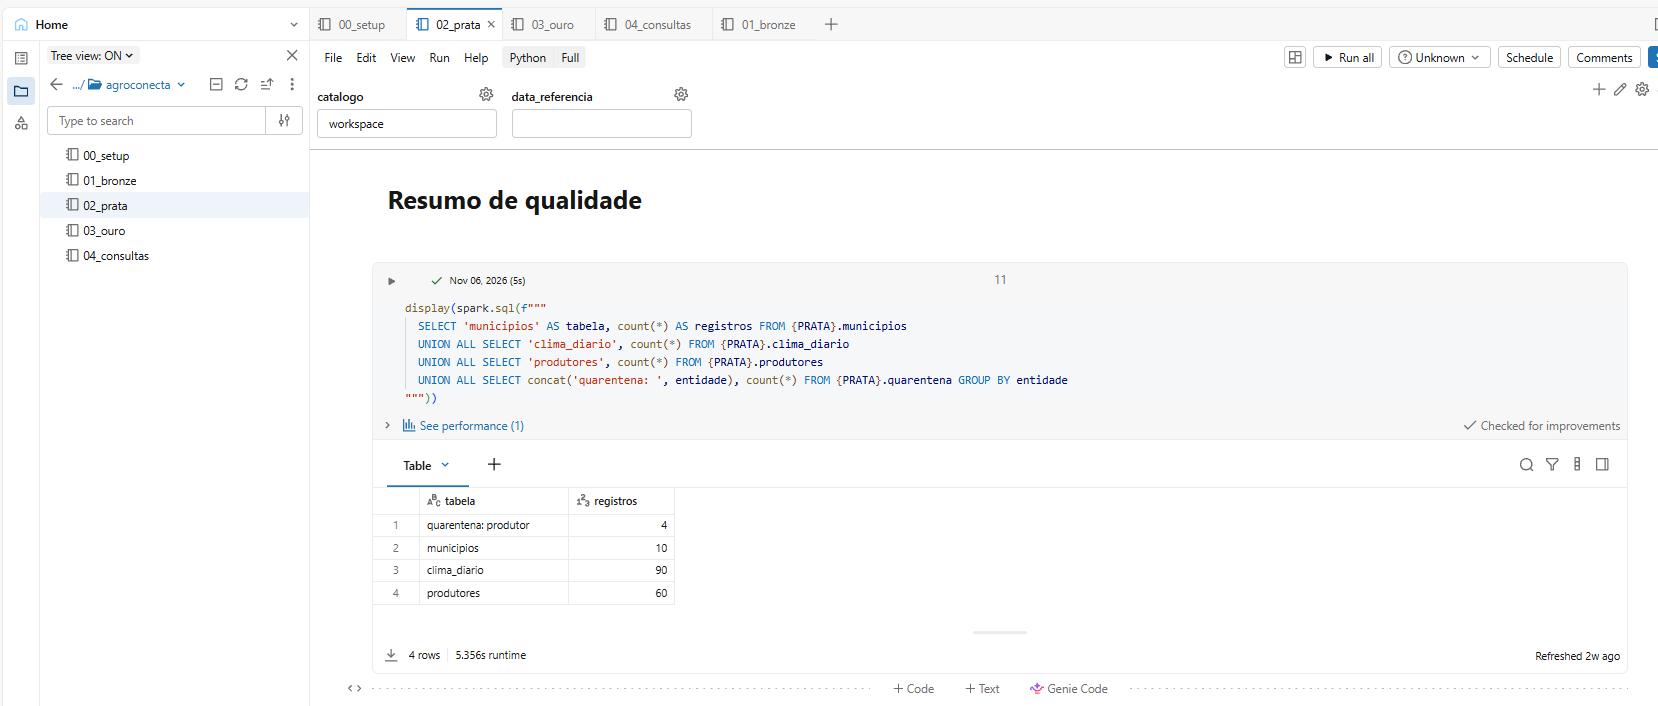 Home
00_setup
02_prata
03_ouro
04_consultas
01_bronze
Tree view: ON
File Edit View Run Help Python Full
Run all
Unknown
Schedule
Comments
.../ agroconecta
Type to search
00_setup
01_bronze
02_prata
03_ouro
04_consultas
catalogo
data_referencia
workspace
Resumo de qualidade
Nov 06, 2026 (5s)
11
display(spark.sql(f"""
SELECT 'municipios' AS tabela, count(*) AS registros FROM {PRATA}.municipios
UNION ALL SELECT 'clima_diario', count(*) FROM {PRATA}.clima_diario
UNION ALL SELECT 'produtores', count(*) FROM {PRATA}.produtores
UNION ALL SELECT concat('quarentena: ', entidade), count(*) FROM {PRATA}.quarentena GROUP BY entidade
"""))
See performance (1)
Checked for improvements
Table
tabela registros
1 quarentena: produtor 4
2 municipios 10
3 clima_diario 90
4 produtores 60
4 rows 5.356s runtime
Refreshed 2w ago
Code
Text
Genie Code